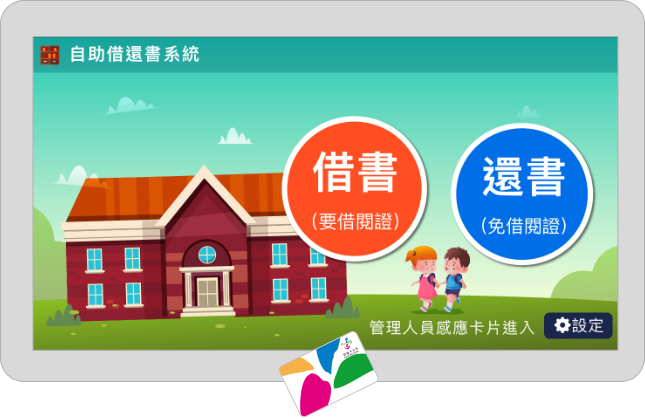 自助借還書系統
借書
(要借閱證)
還書
(免借閱證)
管理人員感應卡片進入
設定